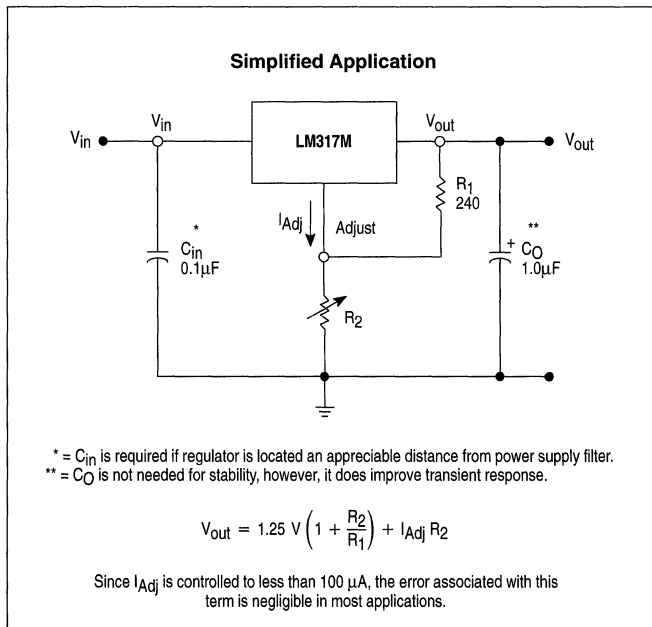 Simplified Application
Vin
Vin
LM317M
Vout
Vout
R1
240
IAdj
Adjust
*
Cin
0.1µF
**
+ CO
1.0µF
R2
* = Cin is required if regulator is located an appreciable distance from power supply filter.
** = CO is not needed for stability, however, it does improve transient response.
Vout = 1.25 V (1 + R2/R1) + IAdj R2
Since IAdj is controlled to less than 100 µA, the error associated with this
term is negligible in most applications.